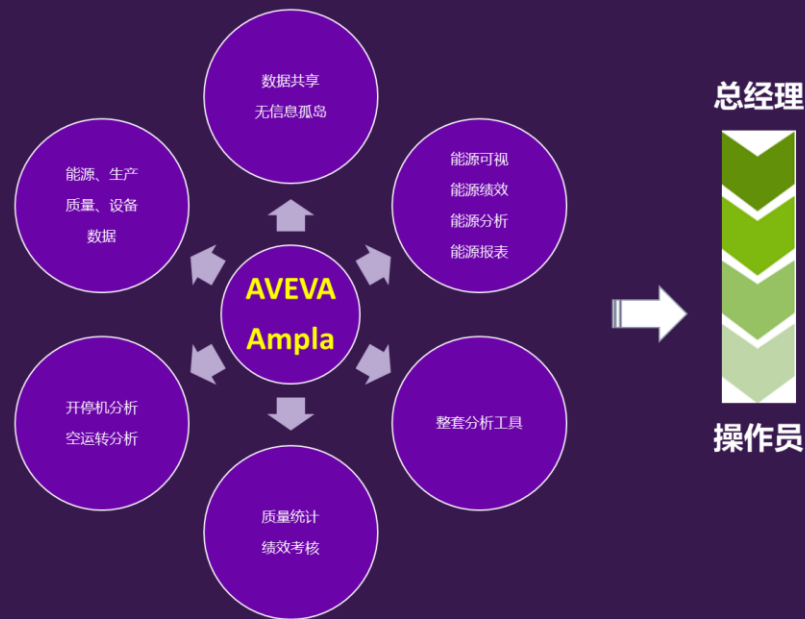 数据共享
无信息孤岛
能源可视
能源绩效
能源分析
能源报表
整套分析工具
质量统计
绩效考核
开停机分析
空运转分析
能源、生产
质量、设备
数据
AVEVA
Ampla
总经理
操作员